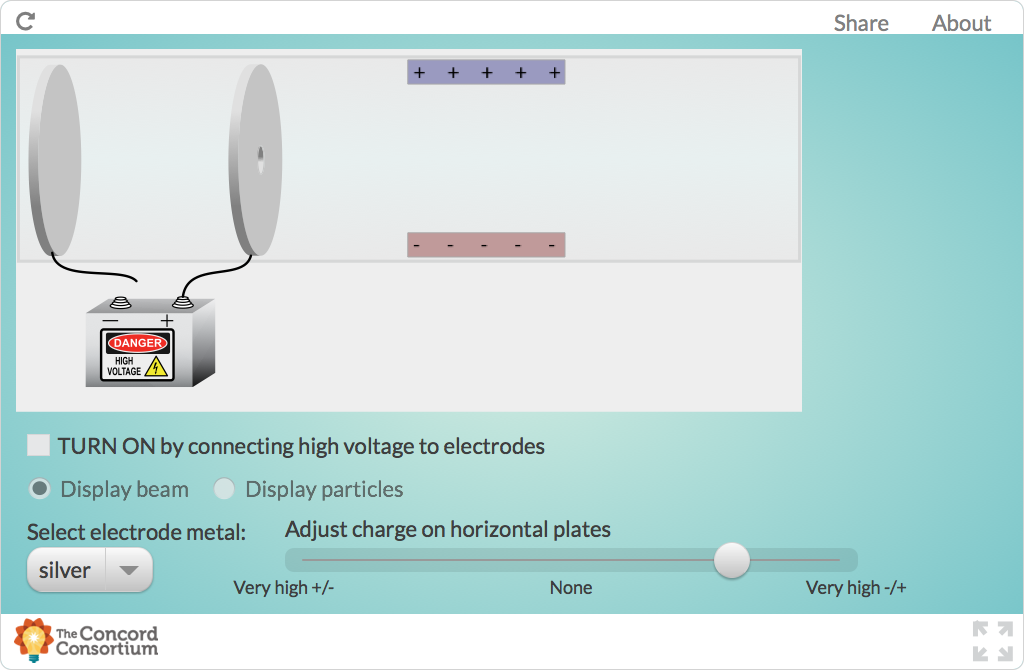 Share About
+ + + + +
- - - - -
− +
DANGER
HIGH
VOLTAGE
TURN ON by connecting high voltage to electrodes
Display beam Display particles
Select electrode metal: Adjust charge on horizontal plates
silver
Very high +/- None Very high -/+
The Concord
Consortium